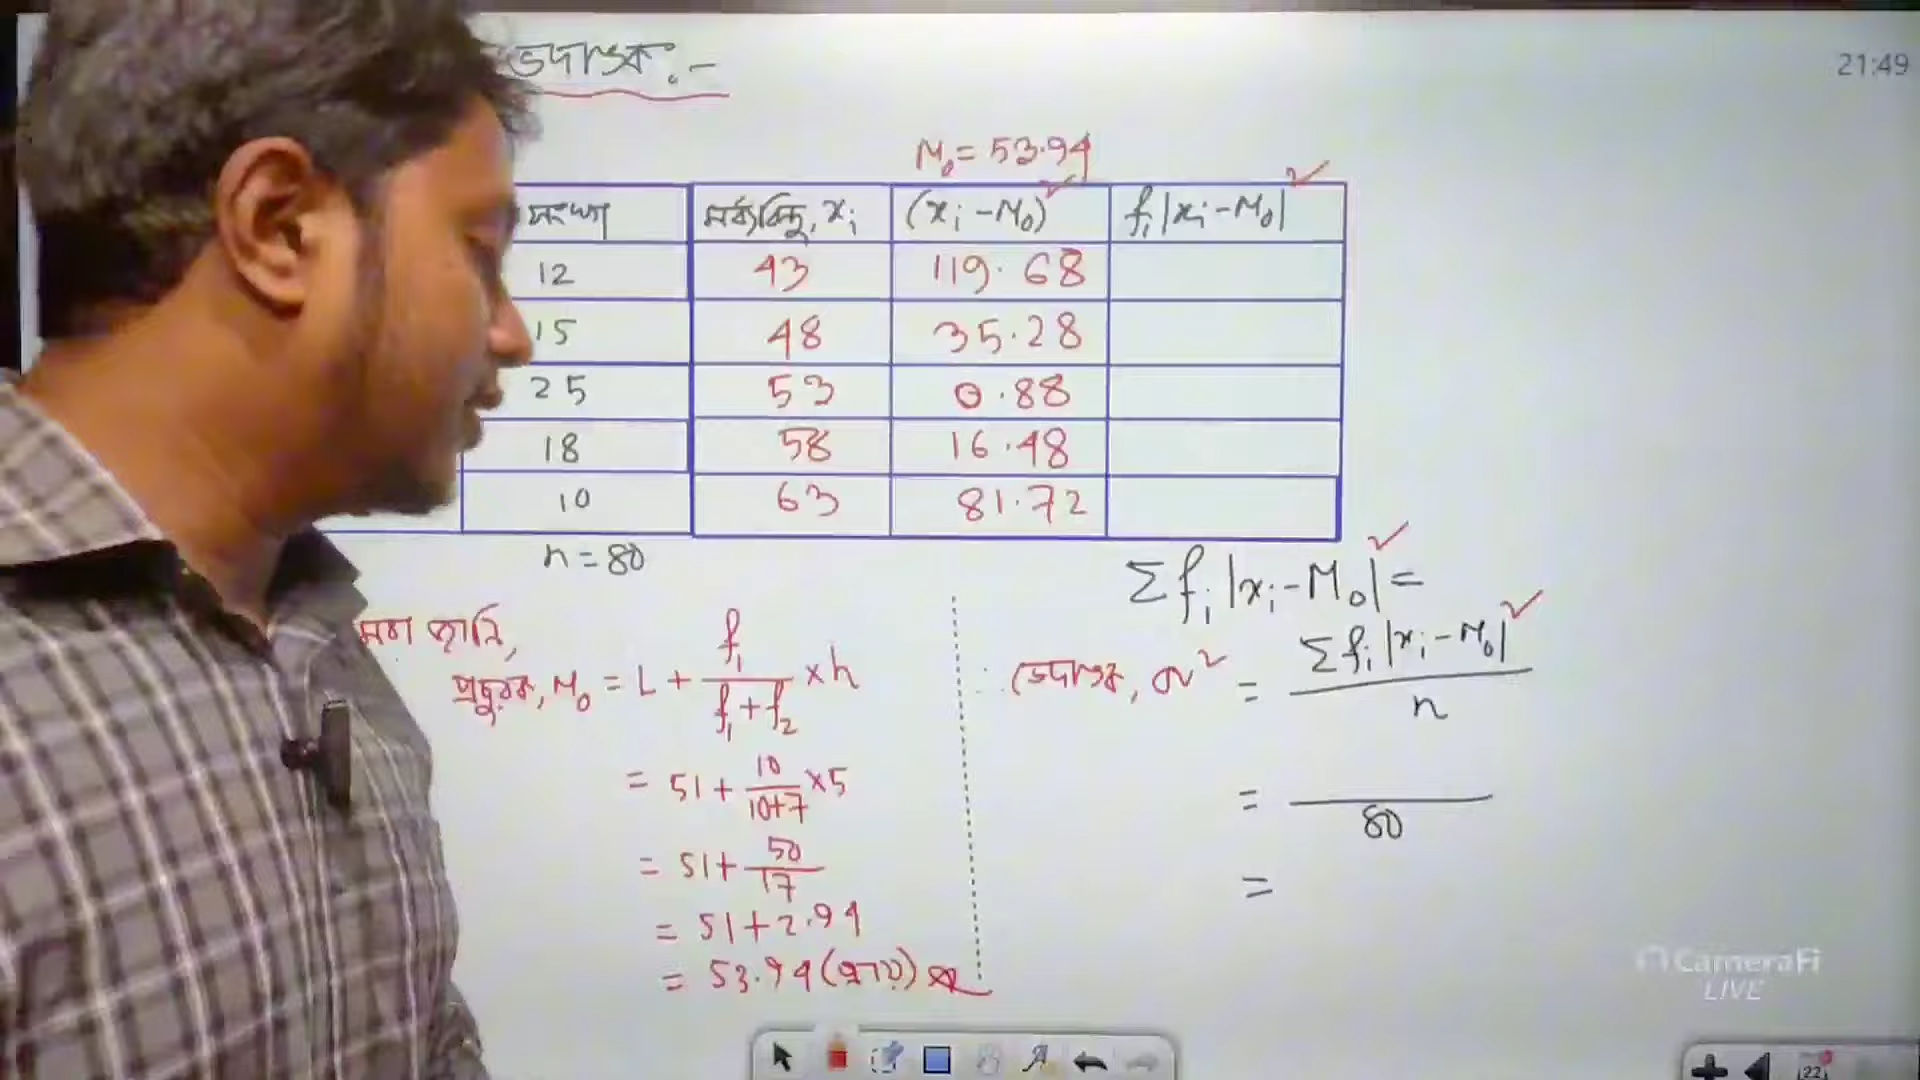 ভেদাঙ্ক :-
21:49
M₀ = 53.94
সংখ্যা মধ্যবিন্দু, xᵢ (xᵢ - M₀) fᵢ|xᵢ - M₀|
12 43 119.68
15 48 35.28
25 53 0.88
18 58 16.48
10 63 81.72
n = 80
Σfᵢ|xᵢ - M₀| =
মরা জানি,
প্রচুরক, M₀ = L + f₁/(f₁ + f₂) × h
ভেদাঙ্ক, σ² = Σfᵢ|xᵢ - M₀|/n
= 51 + 10/(10+7) × 5
= /80
= 51 + 50/17
=
= 51 + 2.94
= 53.94 (প্রায়)
CameraFi
LIVE
22